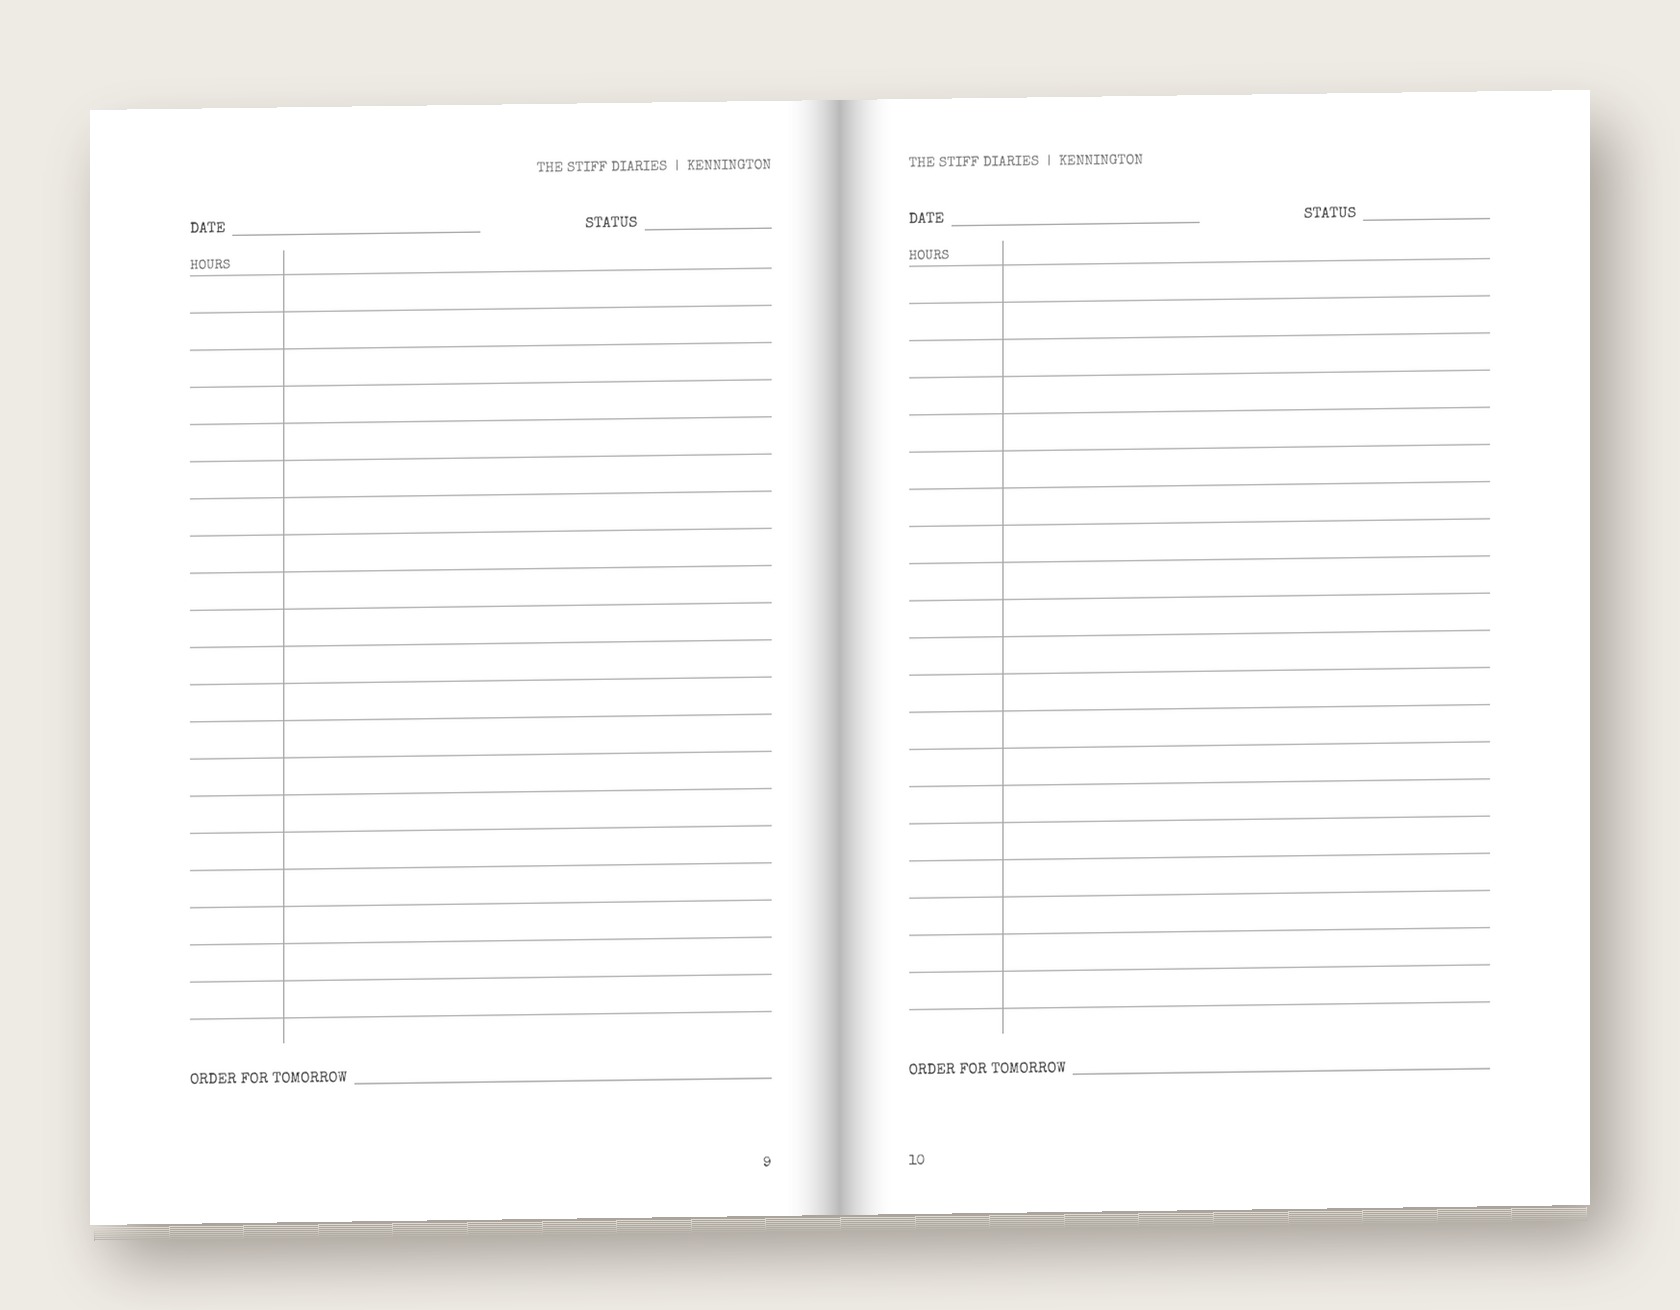 THE STIFF DIARIES | KENNINGTON
DATE STATUS
HOURS
ORDER FOR TOMORROW
9
THE STIFF DIARIES | KENNINGTON
DATE STATUS
HOURS
ORDER FOR TOMORROW
10